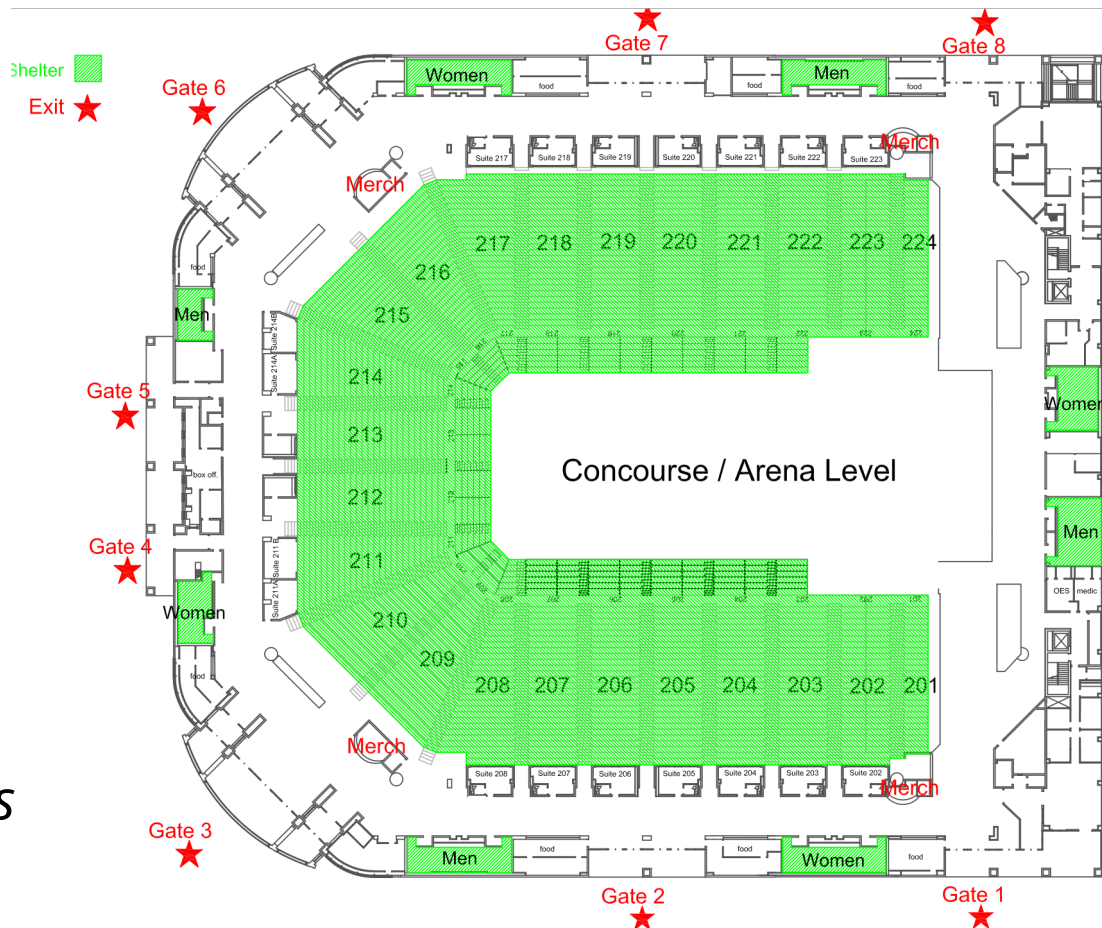 Gate 7
Gate 8
Shelter
Exit
Gate 6
Women
food
Men
food
food
Suite 217
Suite 218
Suite 219
Suite 220
Suite 221
Suite 222
Suite 223
Merch
Merch
217
218
219
220
221
222
223
224
216
215
food
Men
Suite 214B
Suite 214A
214
213
212
211
Gate 5
box off.
Concourse / Arena Level
Women
Men
OES
medic
Gate 4
Suite 211 B
Suite 211A
Women
210
209
208
207
206
205
204
203
202
201
food
Merch
Suite 208
Suite 207
Suite 206
Suite 205
Suite 204
Suite 203
Suite 202
Merch
S
Gate 3
Men
food
food
Women
food
Gate 2
Gate 1